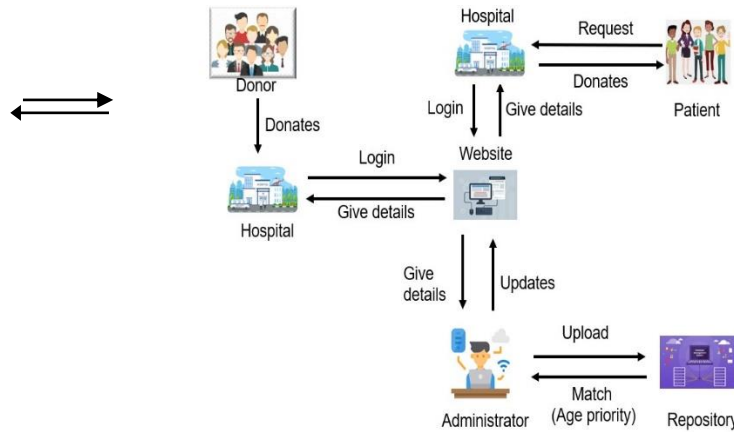 Hospital
Request
Donates
Patient
Donor
Donates
Login
Give details
Website
Login
Give details
Hospital
Give
details
Updates
Upload
Match
(Age priority)
Administrator
Repository